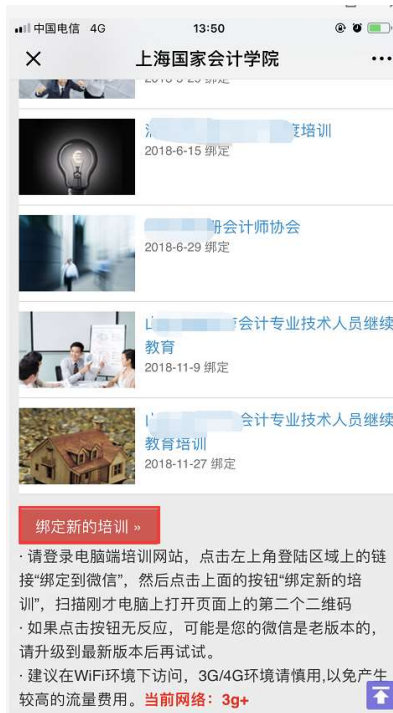 中国电信 4G 13:50
上海国家会计学院
度培训
2018-6-15 绑定
册会计师协会
2018-6-29 绑定
会计专业技术人员继续
教育
2018-11-9 绑定
会计专业技术人员继续
教育培训
2018-11-27 绑定
绑定新的培训 »
· 请登录电脑端培训网站，点击左上角登陆区域上的链
接“绑定到微信”，然后点击上面的按钮“绑定新的培
训”，扫描刚才电脑上打开页面上的第二个二维码
· 如果点击按钮无反应，可能是您的微信是老版本的，
请升级到最新版本后再试试。
· 建议在WiFi环境下访问，3G/4G环境请慎用,以免产生
较高的流量费用。当前网络：3g+